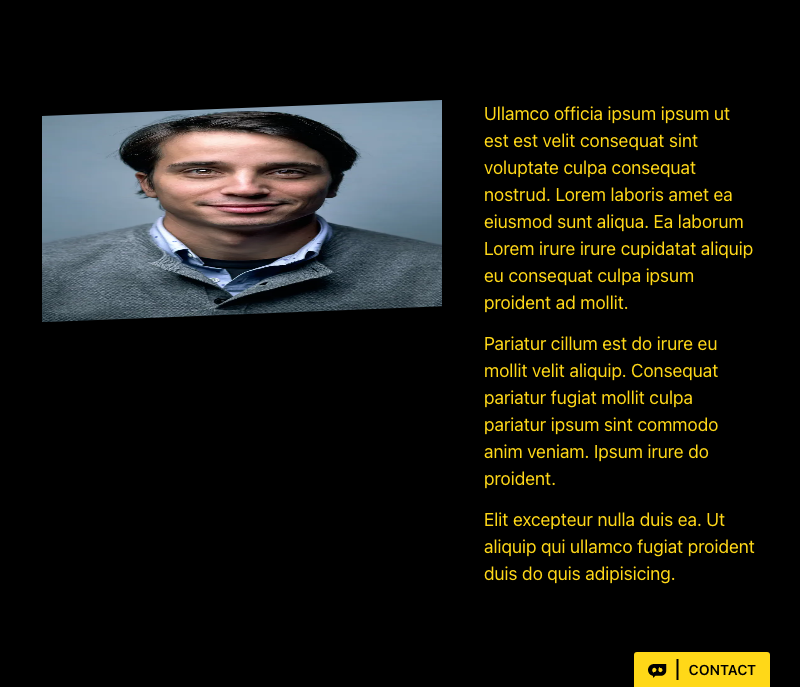 Ullamco officia ipsum ipsum ut
est est velit consequat sint
voluptate culpa consequat
nostrud. Lorem laboris amet ea
eiusmod sunt aliqua. Ea laborum
Lorem irure irure cupidatat aliquip
eu consequat culpa ipsum
proident ad mollit.
Pariatur cillum est do irure eu
mollit velit aliquip. Consequat
pariatur fugiat mollit culpa
pariatur ipsum sint commodo
anim veniam. Ipsum irure do
proident.
Elit excepteur nulla duis ea. Ut
aliquip qui ullamco fugiat proident
duis do quis adipisicing.
CONTACT